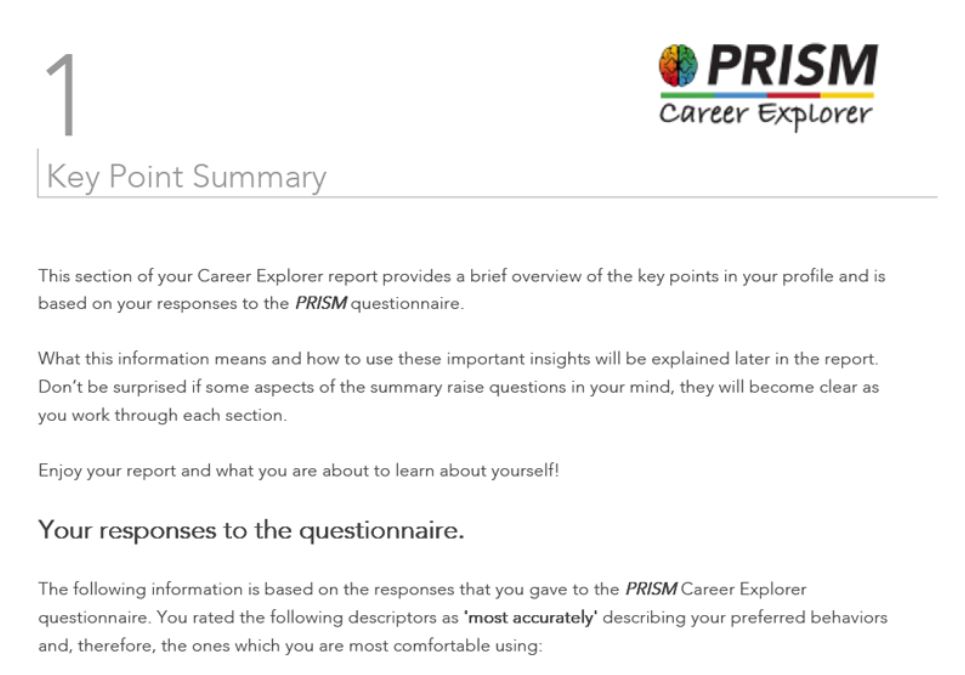 1
PRISM
Career Explorer
Key Point Summary
This section of your Career Explorer report provides a brief overview of the key points in your profile and is
based on your responses to the PRISM questionnaire.
What this information means and how to use these important insights will be explained later in the report.
Don't be surprised if some aspects of the summary raise questions in your mind, they will become clear as
you work through each section.
Enjoy your report and what you are about to learn about yourself!
Your responses to the questionnaire.
The following information is based on the responses that you gave to the PRISM Career Explorer
questionnaire. You rated the following descriptors as 'most accurately' describing your preferred behaviors
and, therefore, the ones which you are most comfortable using: